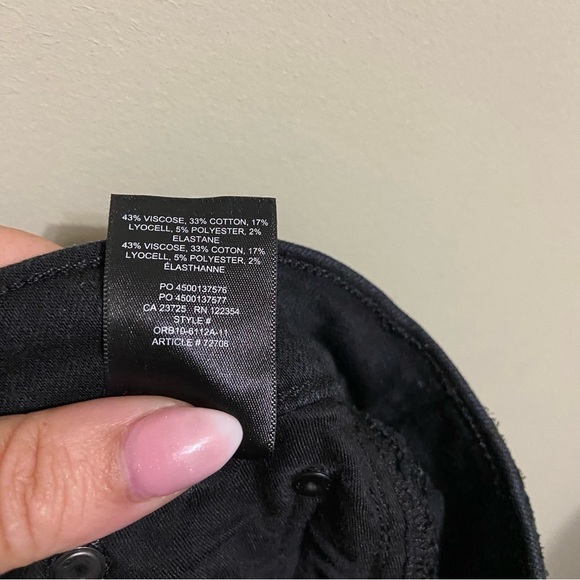 43% VISCOSE, 33% COTTON, 17%
LYOCELL, 5% POLYESTER, 2%
ELASTANE
43% VISCOSE, 33% COTON, 17%
LYOCELL, 5% POLYESTER, 2%
ÉLASTHANNE
PO 4500137576
PO 4500137577
CA 23725 RN 122354
STYLE #
ORB10-6112A-11
ARTICLE # 72708